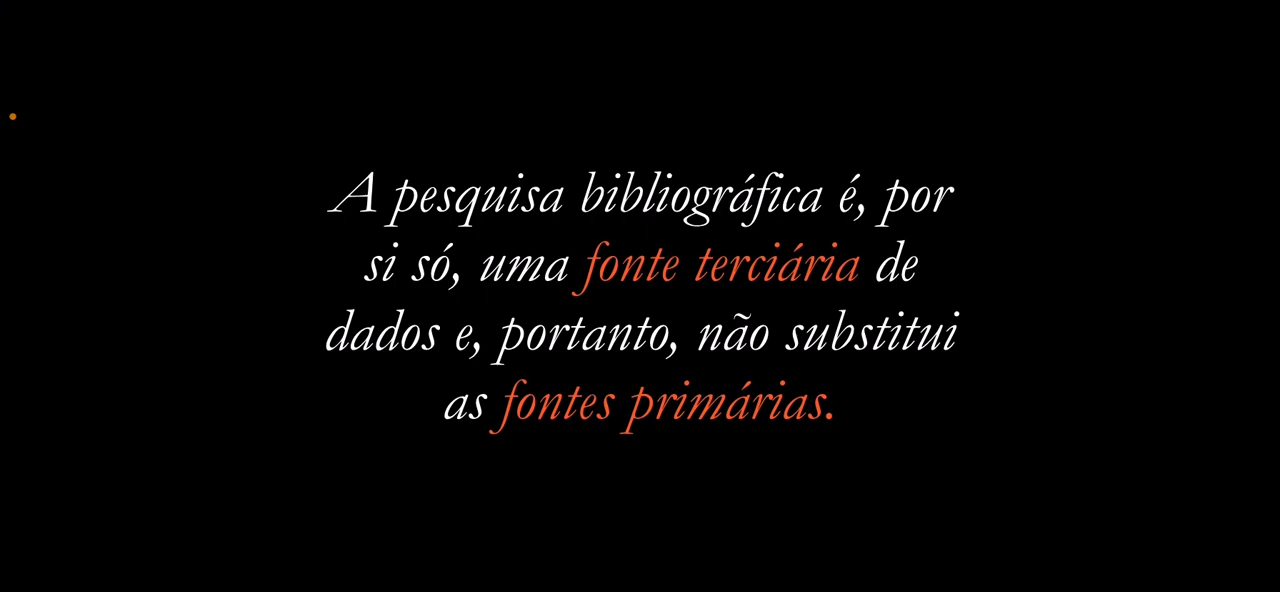 A pesquisa bibliográfica é, por
si só, uma fonte terciária de
dados e, portanto, não substitui
as fontes primárias.